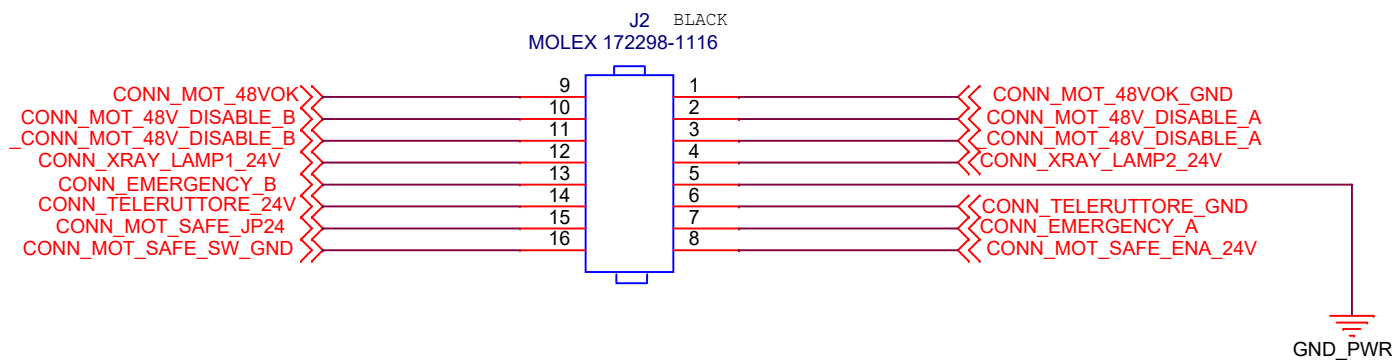 J2 BLACK
MOLEX 172298-1116
CONN_MOT_48VOK 9 1 CONN_MOT_48VOK_GND
CONN_MOT_48V_DISABLE_B 10 2 CONN_MOT_48V_DISABLE_A
_CONN_MOT_48V_DISABLE_B 11 3 _CONN_MOT_48V_DISABLE_A
CONN_XRAY_LAMP1_24V 12 4 CONN_XRAY_LAMP2_24V
CONN_EMERGENCY_B 13 5
CONN_TELERUTTORE_24V 14 6 CONN_TELERUTTORE_GND
CONN_MOT_SAFE_JP24 15 7 CONN_EMERGENCY_A
CONN_MOT_SAFE_SW_GND 16 8 CONN_MOT_SAFE_ENA_24V
GND_PWR